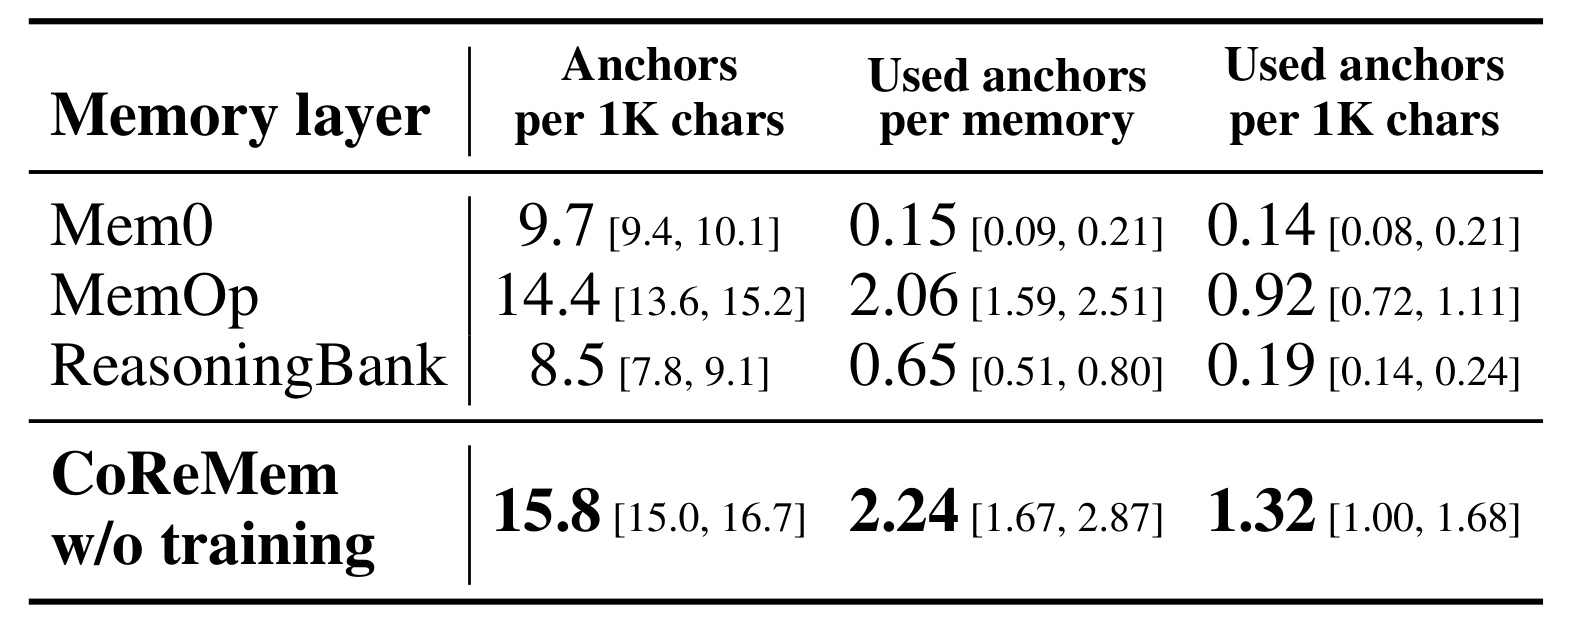 Memory layer Anchors per 1K chars Used anchors per memory Used anchors per 1K chars
Mem0 9.7 [9.4, 10.1] 0.15 [0.09, 0.21] 0.14 [0.08, 0.21]
MemOp 14.4 [13.6, 15.2] 2.06 [1.59, 2.51] 0.92 [0.72, 1.11]
ReasoningBank 8.5 [7.8, 9.1] 0.65 [0.51, 0.80] 0.19 [0.14, 0.24]
CoReMem w/o training 15.8 [15.0, 16.7] 2.24 [1.67, 2.87] 1.32 [1.00, 1.68]